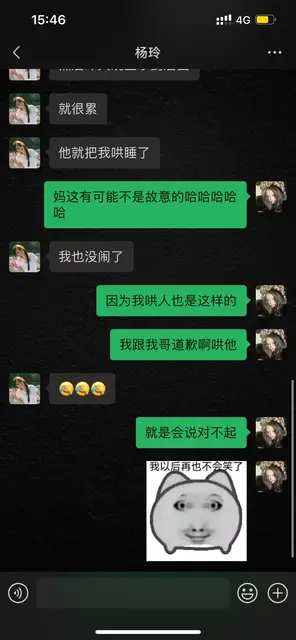 15:46
4G
杨玲
就很累
他就把我哄睡了
妈这有可能不是故意的哈哈哈哈
哈
我也没闹了
因为我哄人也是这样的
我跟我哥道歉啊哄他
就是会说对不起
我以后再也不会笑了